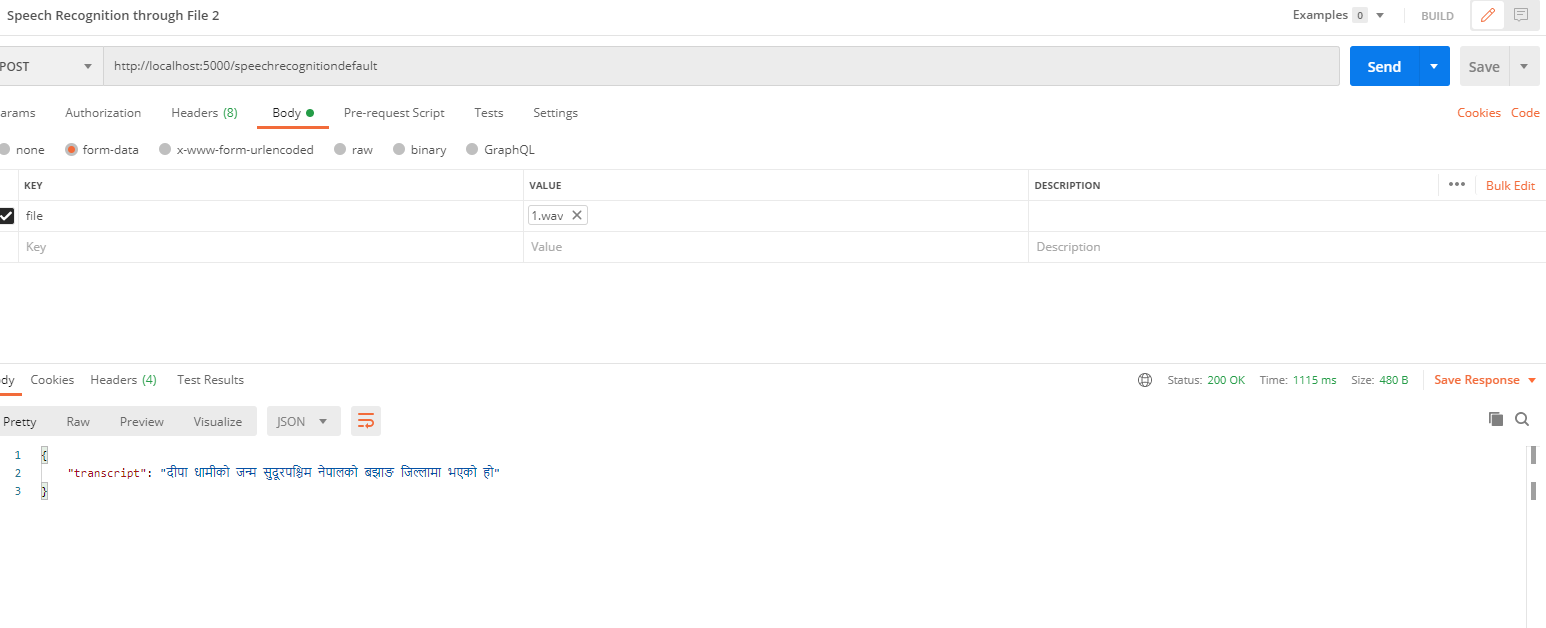 Speech Recognition through File 2 Examples 0 BUILD
POST http://localhost:5000/speechrecognitiondefault Send Save
arams Authorization Headers (8) Body Pre-request Script Tests Settings Cookies Code
none form-data x-www-form-urlencoded raw binary GraphQL
KEY VALUE DESCRIPTION ••• Bulk Edit
file 1.wav
Key Value Description
dy Cookies Headers (4) Test Results Status: 200 OK Time: 1115 ms Size: 480 B Save Response
Pretty Raw Preview Visualize JSON
1 {
2 "transcript": "दीपा धामीको जन्म सुदूरपश्चिम नेपालको बझाङ जिल्लामा भएको हो"
3 }